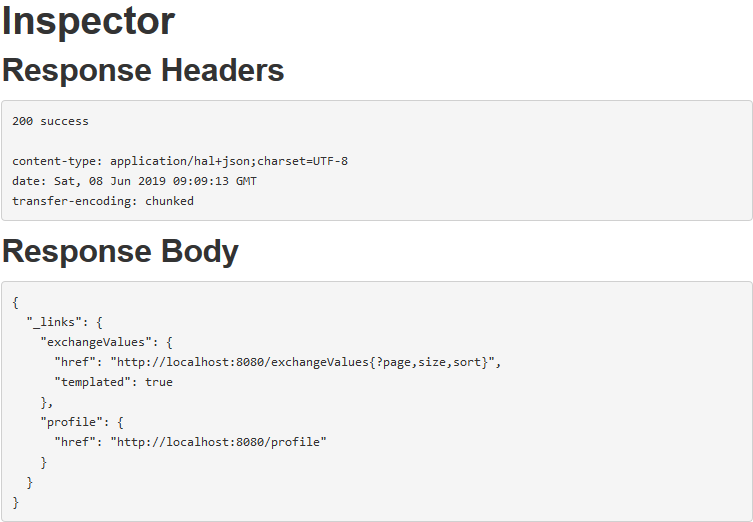 Inspector
Response Headers
200 success
content-type: application/hal+json;charset=UTF-8
date: Sat, 08 Jun 2019 09:09:13 GMT
transfer-encoding: chunked
Response Body
{
  "_links": {
    "exchangeValues": {
      "href": "http://localhost:8080/exchangeValues{?page,size,sort}",
      "templated": true
    },
    "profile": {
      "href": "http://localhost:8080/profile"
    }
  }
}